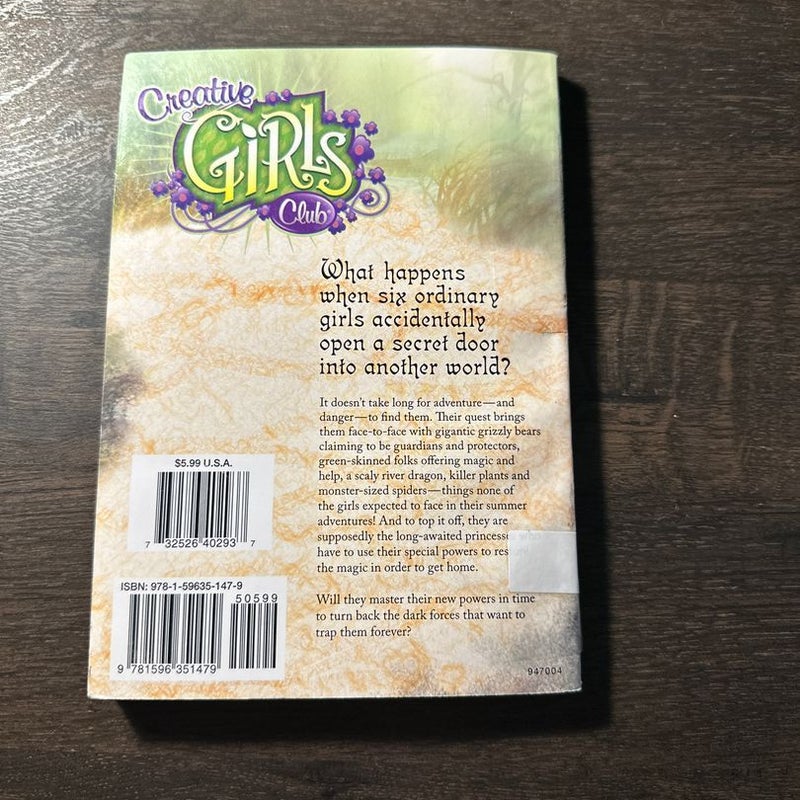 Creative
GiRLS
Club
What happens
when six ordinary
girls accidentally
open a secret door
into another world?
It doesn't take long for adventure—and
danger—to find them. Their quest brings
them face-to-face with gigantic grizzly bears
claiming to be guardians and protectors,
green-skinned folks offering magic and
help, a scaly river dragon, killer plants and
monster-sized spiders—things none of
the girls expected to face in their summer
adventures! And to top it off, they are
supposedly the long-awaited who
have to use their special powers to
the magic in order to get home.
Will they master their new powers in time
to turn back the dark forces that want to
trap them forever?
$5.99 U.S.A.
7 32526 40293 7
ISBN: 978-1-59635-147-9
50599
9 781596 351479
947004